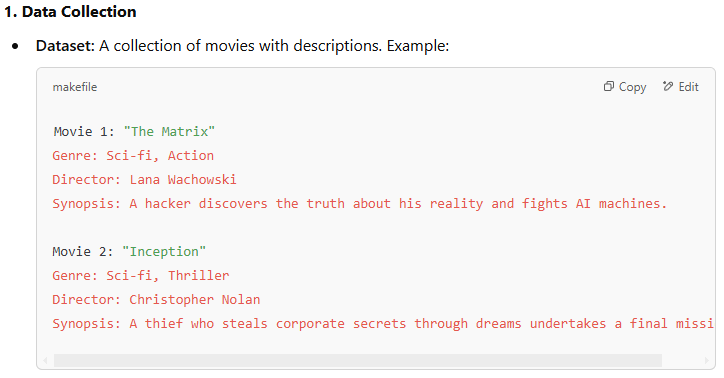 1. Data Collection
• Dataset: A collection of movies with descriptions. Example:
makefile
Copy
Edit
Movie 1: "The Matrix"
Genre: Sci-fi, Action
Director: Lana Wachowski
Synopsis: A hacker discovers the truth about his reality and fights AI machines.
Movie 2: "Inception"
Genre: Sci-fi, Thriller
Director: Christopher Nolan
Synopsis: A thief who steals corporate secrets through dreams undertakes a final missi